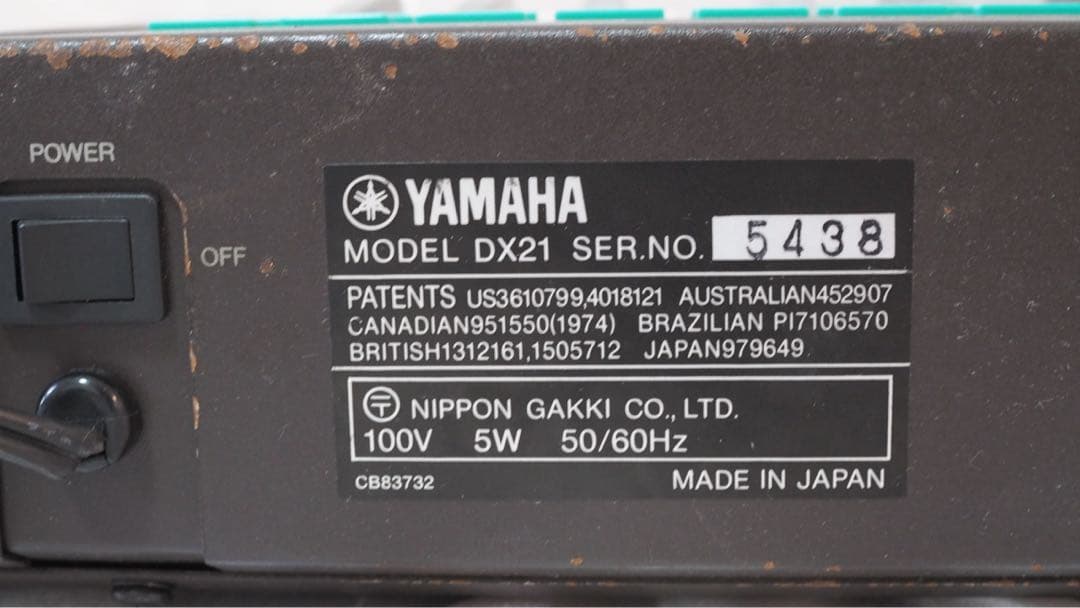 POWER
OFF
YAMAHA
MODEL DX21 SER.NO. 5438
PATENTS US3610799,4018121 AUSTRALIAN452907
CANADIAN951550(1974) BRAZILIAN PI7106570
BRITISH1312161,1505712 JAPAN979649
〒 NIPPON GAKKI CO., LTD.
100V 5W 50/60Hz
CB83732 MADE IN JAPAN